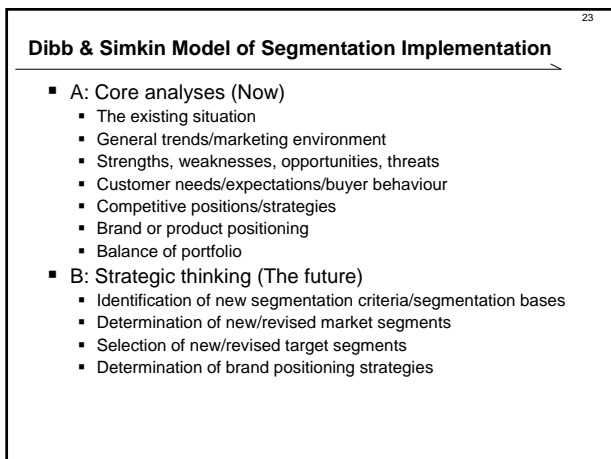 23
Dibb & Simkin Model of Segmentation Implementation
▪ A: Core analyses (Now)
▪ The existing situation
▪ General trends/marketing environment
▪ Strengths, weaknesses, opportunities, threats
▪ Customer needs/expectations/buyer behaviour
▪ Competitive positions/strategies
▪ Brand or product positioning
▪ Balance of portfolio
▪ B: Strategic thinking (The future)
▪ Identification of new segmentation criteria/segmentation bases
▪ Determination of new/revised market segments
▪ Selection of new/revised target segments
▪ Determination of brand positioning strategies